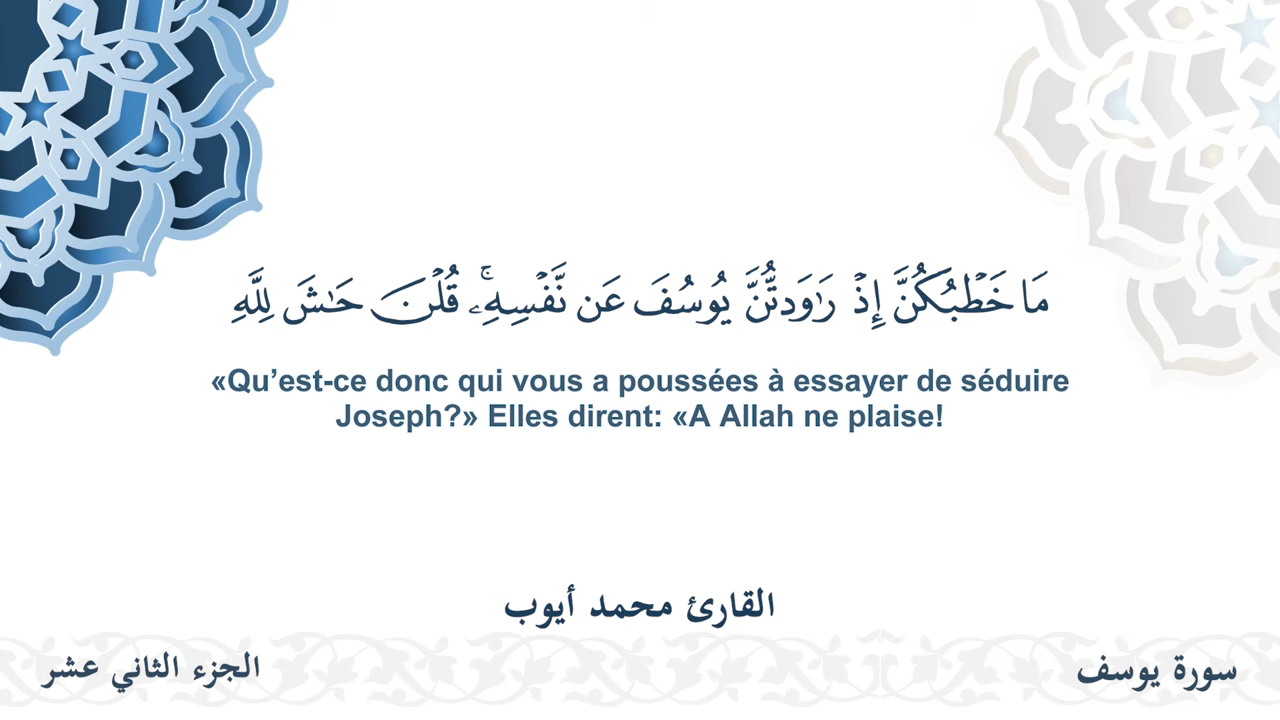 مَا خَطْبُكُنَّ إِذْ رَٰوَدتُّنَّ يُوسُفَ عَن نَّفْسِهِۦۚ قُلْنَ حَـٰشَ لِلَّهِ
«Qu’est-ce donc qui vous a poussées à essayer de séduire
Joseph?» Elles dirent: «A Allah ne plaise!
القارئ محمد أيوب
سورة يوسف
الجزء الثاني عشر